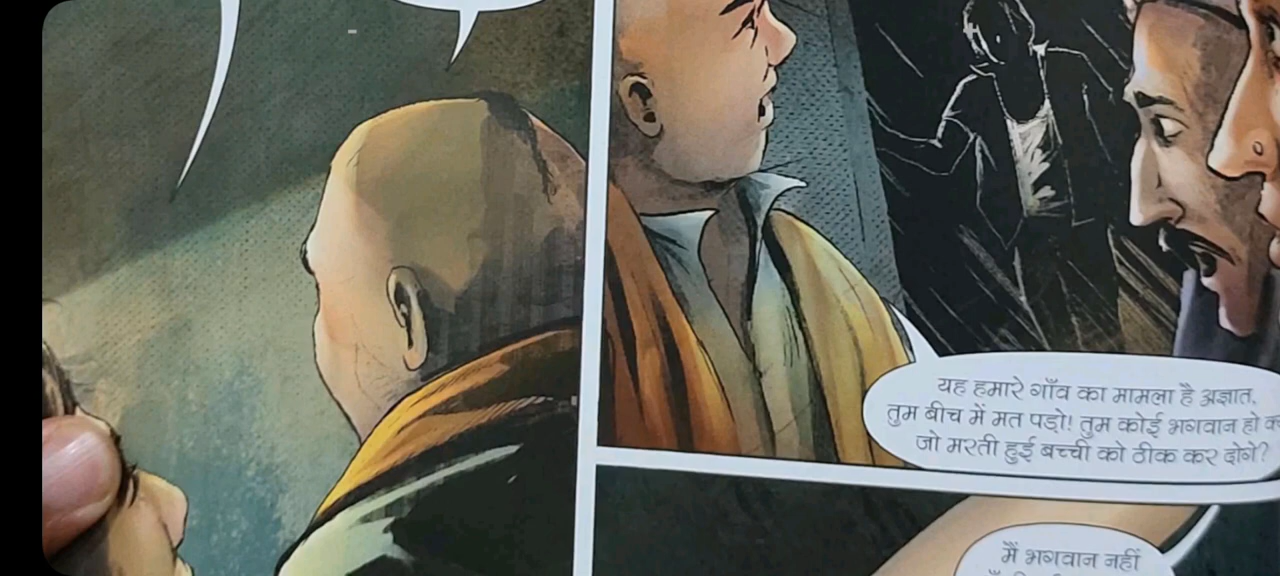 यह हमारे गाँव का मामला है अज्ञात,
तुम बीच में मत पड़ो! तुम कोई भगवान हो
जो मरती हुई बच्ची को ठीक कर दोगे?
मैं भगवान नहीं